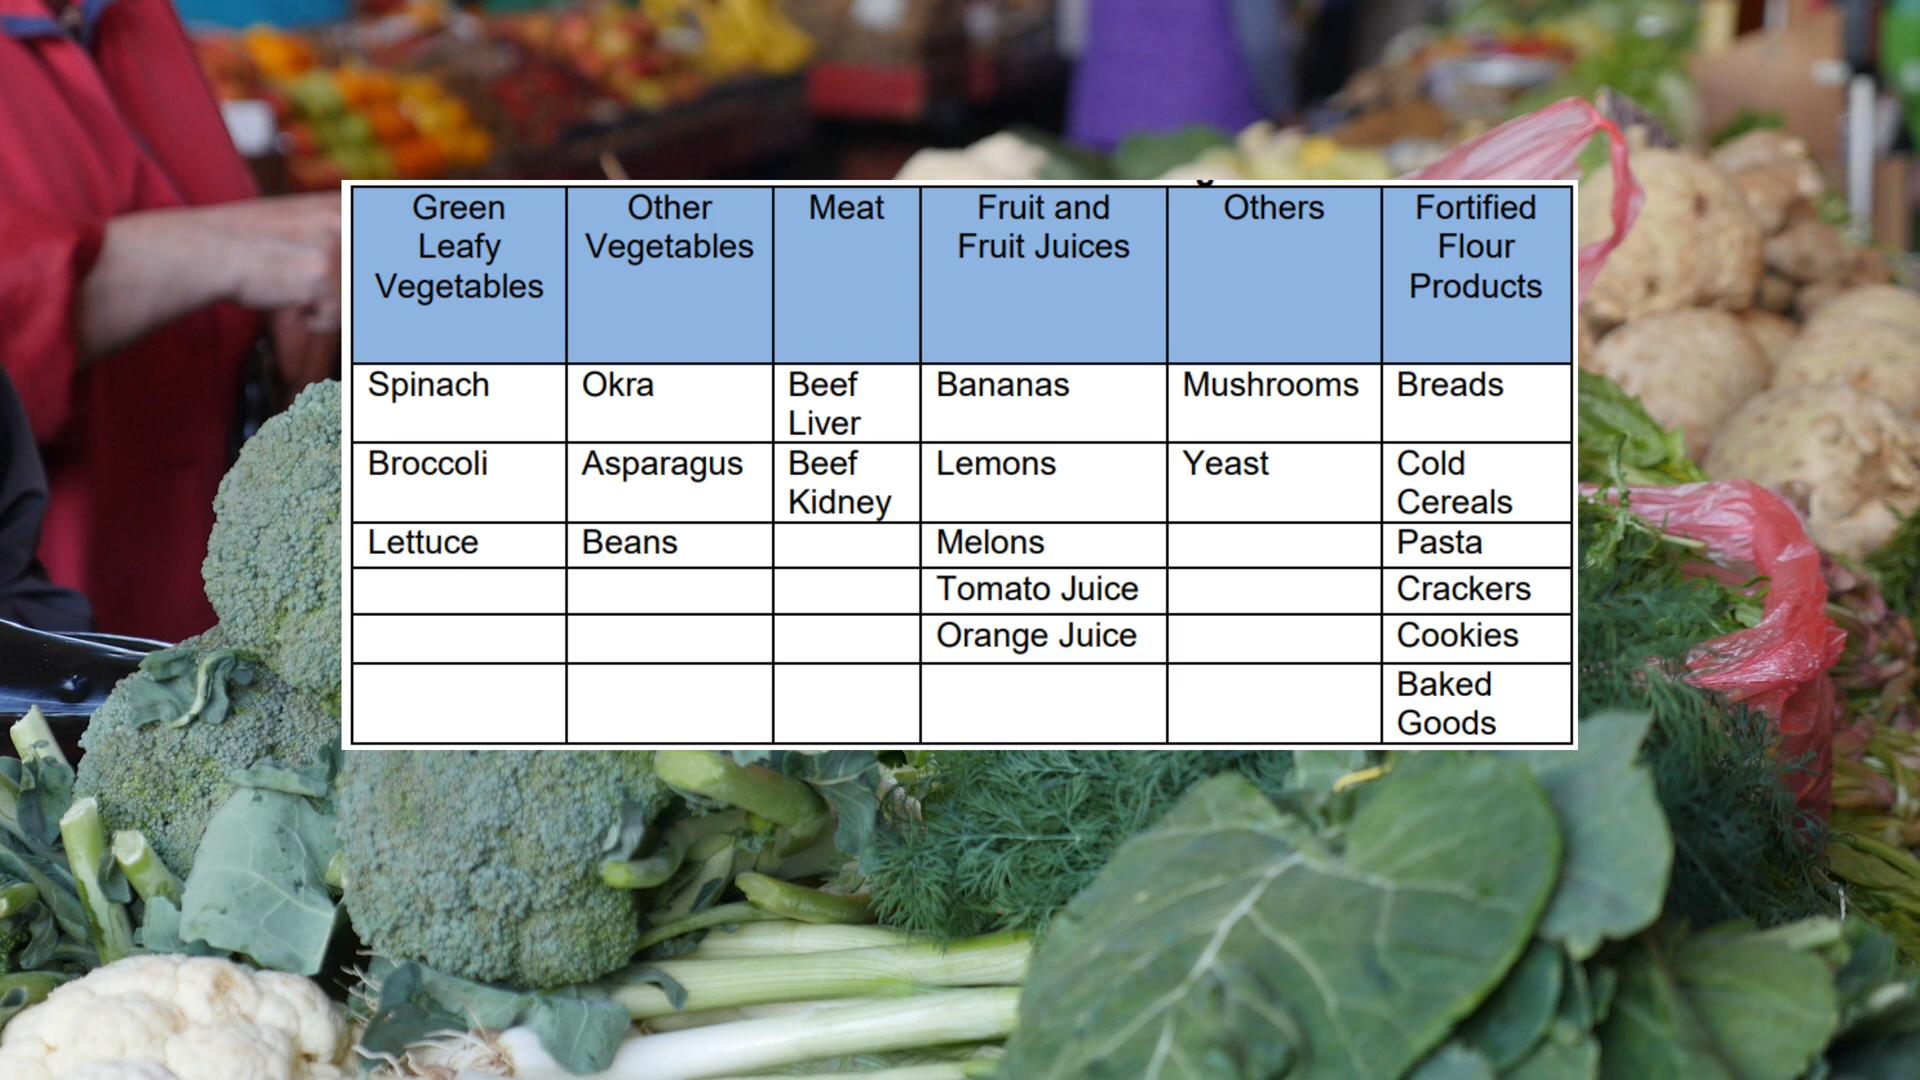 Green Leafy Vegetables
Other Vegetables
Meat
Fruit and Fruit Juices
Others
Fortified Flour Products
Spinach
Okra
Beef Liver
Bananas
Mushrooms
Breads
Broccoli
Asparagus
Beef Kidney
Lemons
Yeast
Cold Cereals
Lettuce
Beans
Melons
Pasta
Tomato Juice
Crackers
Orange Juice
Cookies
Baked Goods